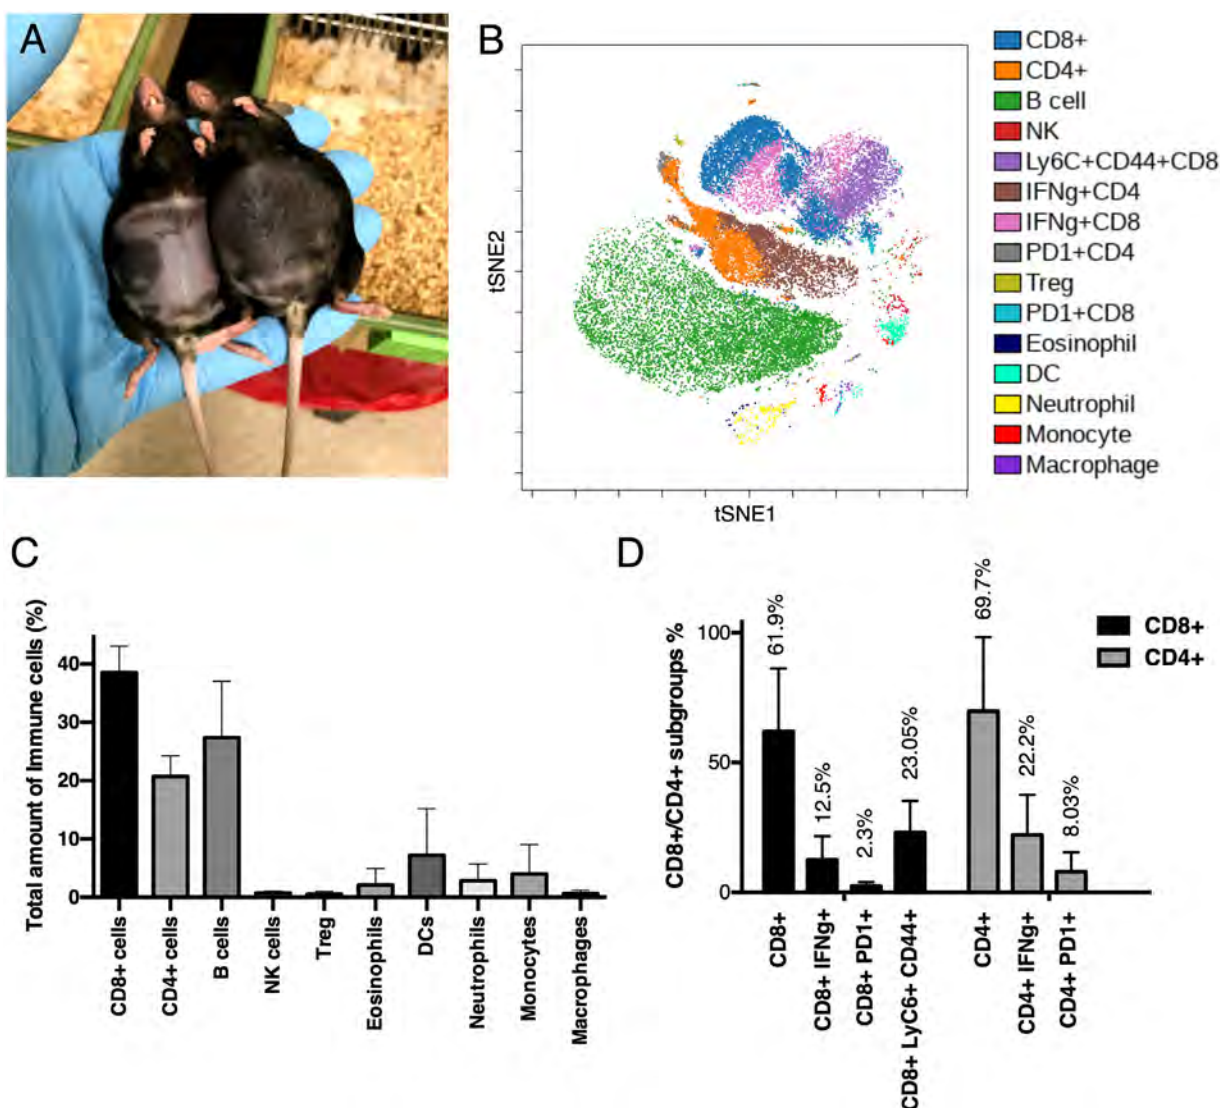 A
B
CD8+
CD4+
B cell
NK
Ly6C+CD44+CD8
IFNg+CD4
IFNg+CD8
PD1+CD4
Treg
PD1+CD8
Eosinophil
DC
Neutrophil
Monocyte
Macrophage
tSNE2
tSNE1
C
Total amount of Immune cells (%)
40
30
20
10
0
CD8+ cells
CD4+ cells
B cells
NK cells
Treg
Eosinophils
DCs
Neutrophils
Monocytes
Macrophages
D
CD8+/CD4+ subgroups %
100
50
0
61.9%
12.5%
2.3%
23.05%
69.7%
22.2%
8.03%
CD8+
CD4+
CD8+
CD8+ IFNg+
CD8+ PD1+
CD8+ LyC6+ CD44+
CD4+
CD4+ IFNg+
CD4+ PD1+